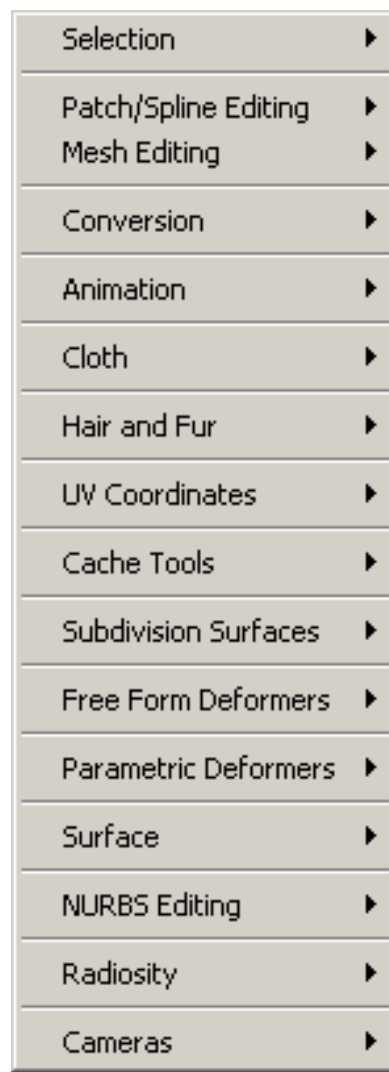 Selection
Patch/Spline Editing
Mesh Editing
Conversion
Animation
Cloth
Hair and Fur
UV Coordinates
Cache Tools
Subdivision Surfaces
Free Form Deformers
Parametric Deformers
Surface
NURBS Editing
Radiosity
Cameras